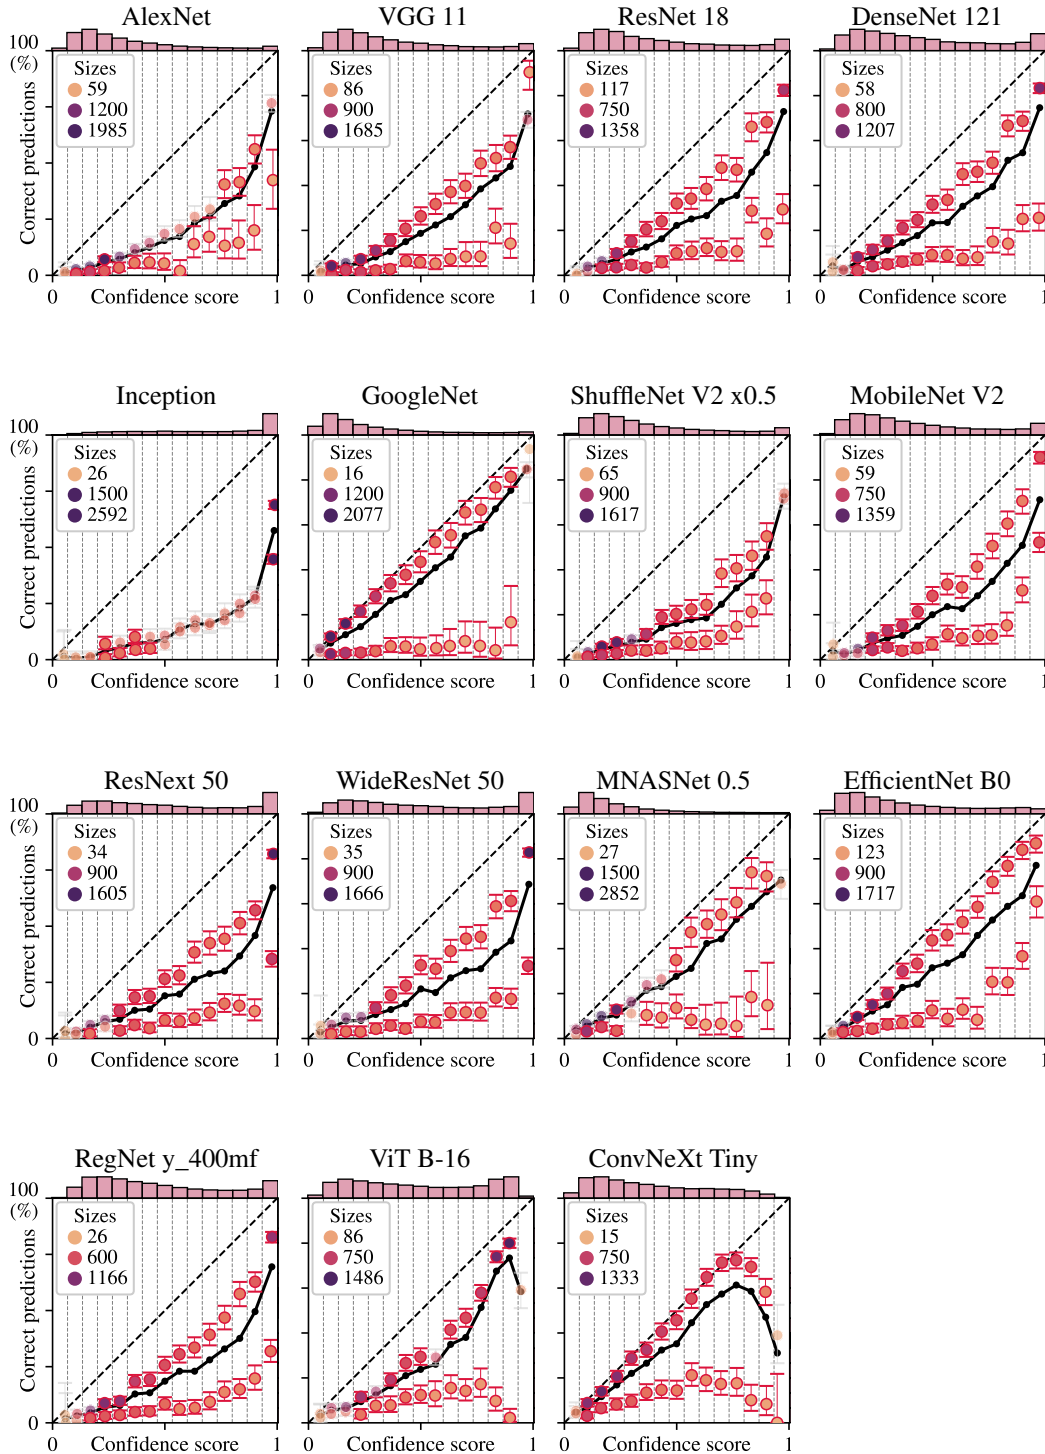 AlexNet
VGG 11
ResNet 18
DenseNet 121
100
(%)
Correct predictions
0
Sizes
59
1200
1985
0
Confidence score
1
Sizes
86
900
1685
0
Confidence score
1
Sizes
117
750
1358
0
Confidence score
1
Sizes
58
800
1207
0
Confidence score
1
Inception
GoogleNet
ShuffleNet V2 x0.5
MobileNet V2
100
(%)
Correct predictions
0
Sizes
26
1500
2592
0
Confidence score
1
Sizes
16
1200
2077
0
Confidence score
1
Sizes
65
900
1617
0
Confidence score
1
Sizes
59
750
1359
0
Confidence score
1
ResNext 50
WideResNet 50
MNASNet 0.5
EfficientNet B0
100
(%)
Correct predictions
0
Sizes
34
900
1605
0
Confidence score
1
Sizes
35
900
1666
0
Confidence score
1
Sizes
27
1500
2852
0
Confidence score
1
Sizes
123
900
1717
0
Confidence score
1
RegNet y_400mf
ViT B-16
ConvNeXt Tiny
100
(%)
Correct predictions
0
Sizes
26
600
1166
0
Confidence score
1
Sizes
86
750
1486
0
Confidence score
1
Sizes
15
750
1333
0
Confidence score
1